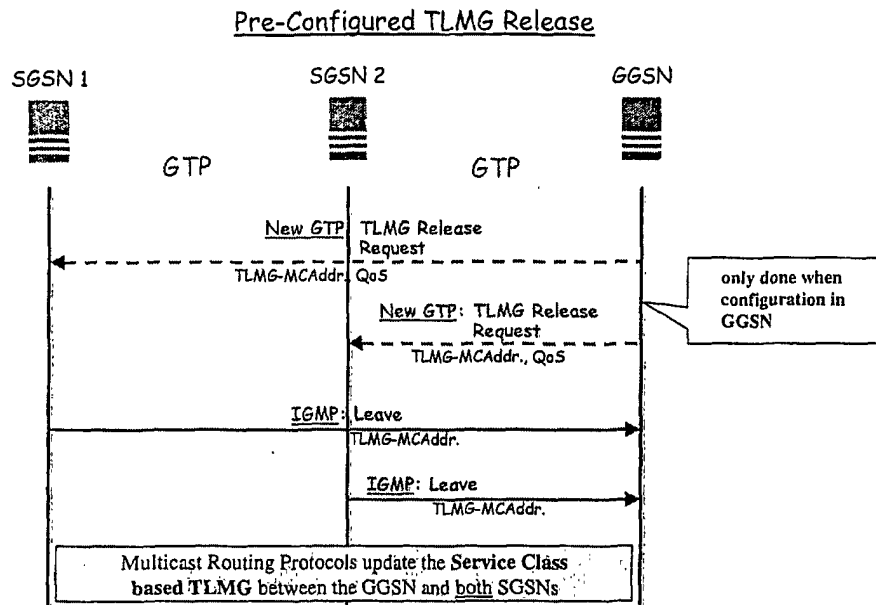 Pre-Configured TLMG Release
SGSN 1
SGSN 2
GGSN
GTP
GTP
New GTP TLMG Release
Request
TLMG-MCAddr., QoS
only done when
configuration in
GGSN
New GTP: TLMG Release
Request
TLMG-MCAddr., QoS
IGMP: Leave
TLMG-MCAddr.
IGMP: Leave
TLMG-MCAddr.
Multicast Routing Protocols update the Service Class
based TLMG between the GGSN and both SGSNs